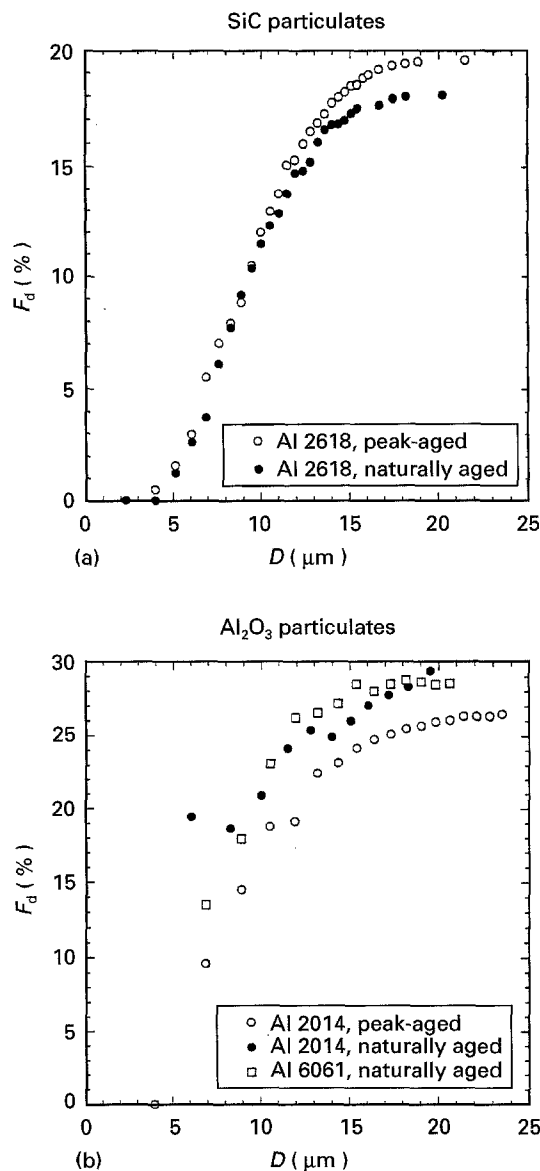 SiC particulates
20
15
10
5
0
F_d (%)
○ Al 2618, peak-aged
● Al 2618, naturally aged
0 5 10 15 20 25
(a) D (μm)
Al₂O₃ particulates
30
25
20
15
10
5
0
F_d (%)
○ Al 2014, peak-aged
● Al 2014, naturally aged
□ Al 6061, naturally aged
0 5 10 15 20 25
(b) D (μm)